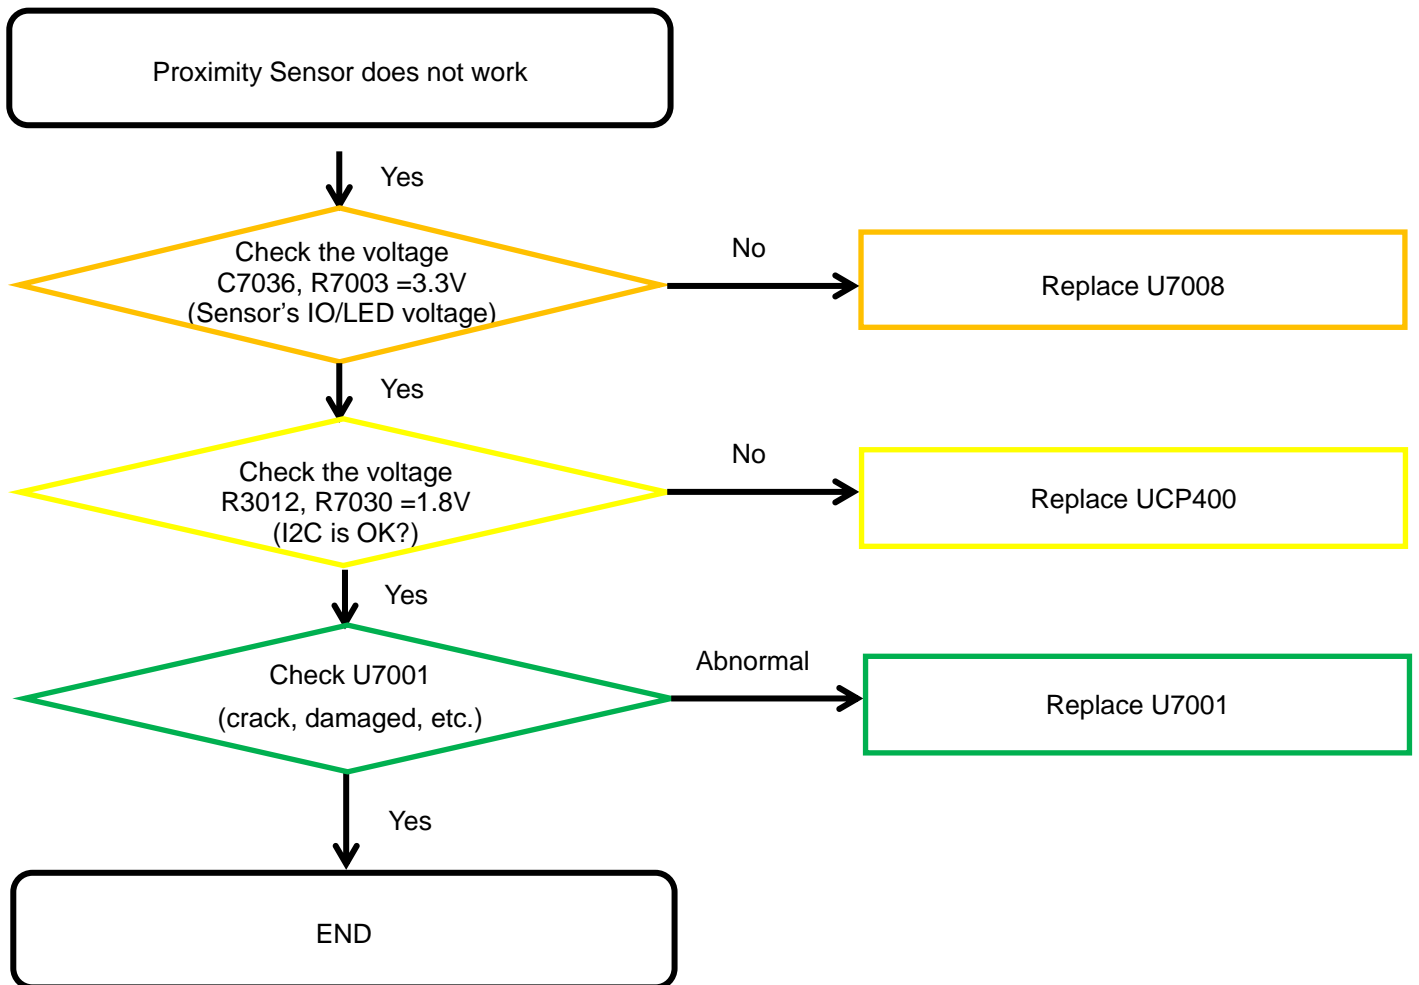 Proximity Sensor does not work
Yes
Check the voltage
C7036, R7003 =3.3V
(Sensor's IO/LED voltage)
No
Replace U7008
Yes
Check the voltage
R3012, R7030 =1.8V
(I2C is OK?)
No
Replace UCP400
Yes
Check U7001
(crack, damaged, etc.)
Abnormal
Replace U7001
Yes
END